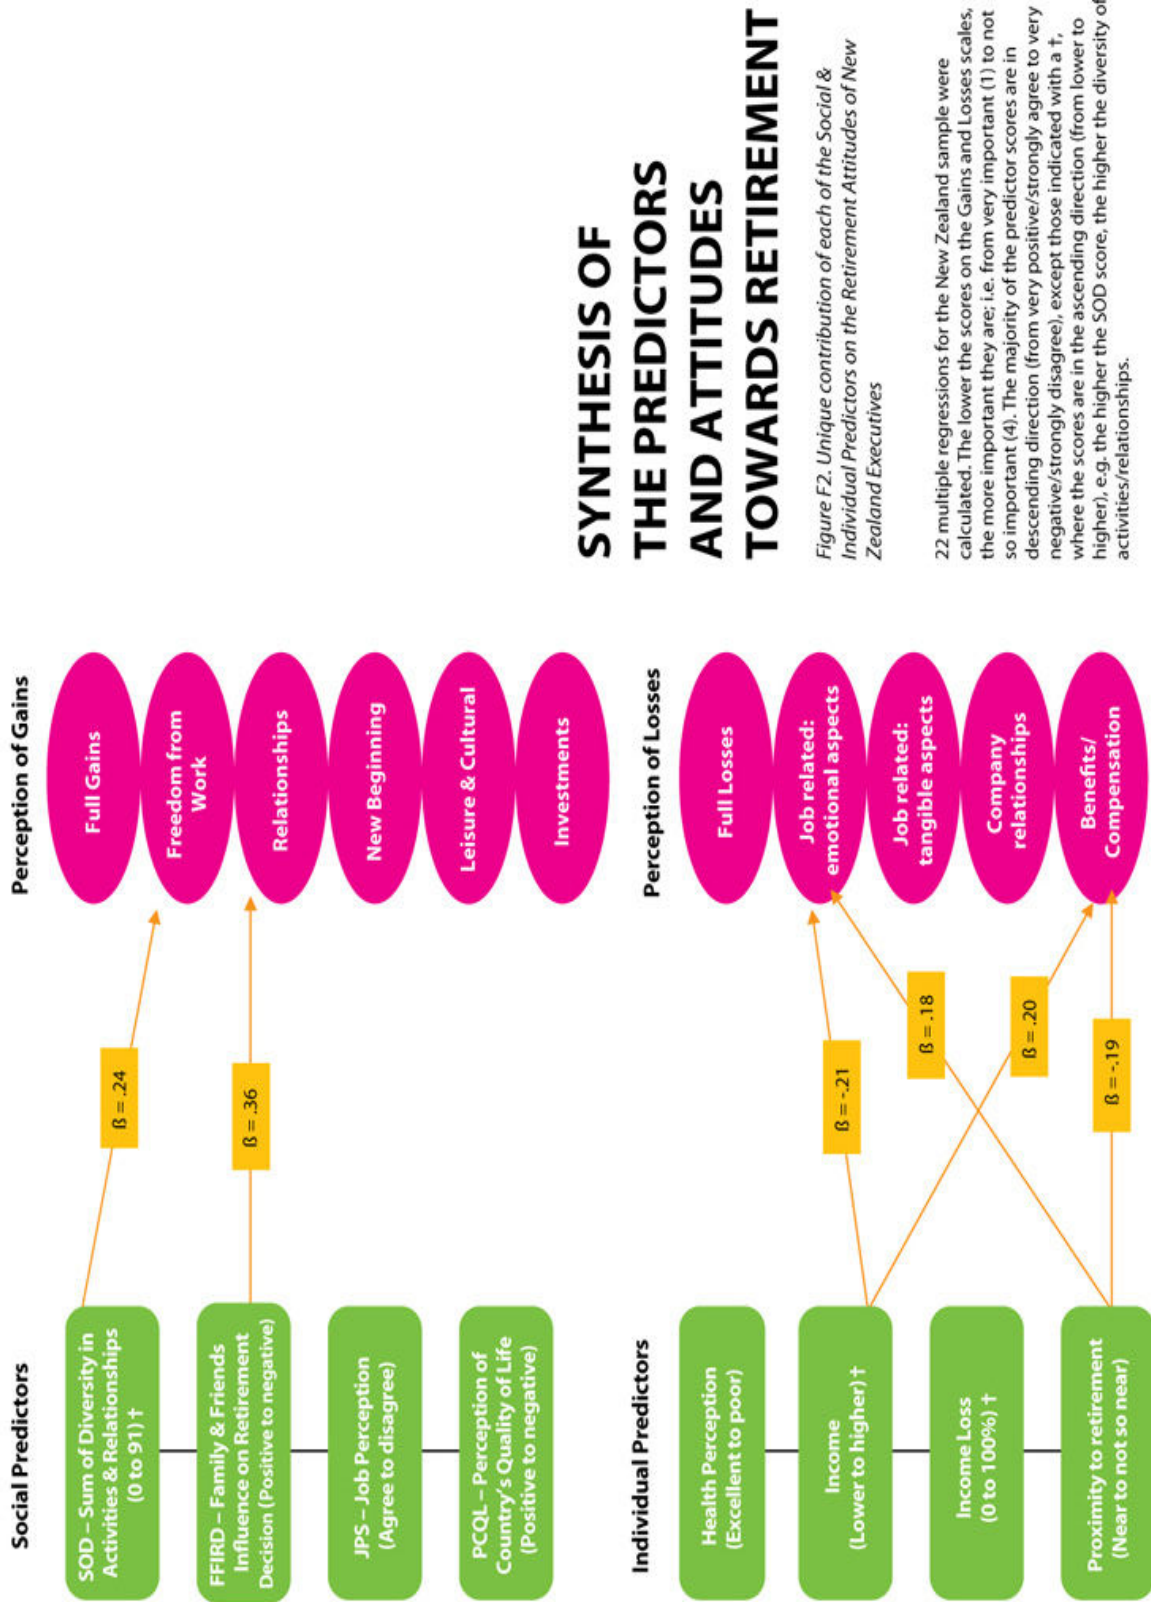 Social Predictors
SOD – Sum of Diversity in
Activities & Relationships
(0 to 91) †
FFIRD – Family & Friends
Influence on Retirement
Decision (Positive to negative)
JPS – Job Perception
(Agree to disagree)
PCQL – Perception of
Country's Quality of Life
(Positive to negative)
ß = .24
ß = .36
Perception of Gains
Full Gains
Freedom from
Work
Relationships
New Beginning
Leisure & Cultural
Investments
Individual Predictors
Health Perception
(Excellent to poor)
Income
(Lower to higher) †
Income Loss
(0 to 100%) †
Proximity to retirement
(Near to not so near)
ß = -.21
ß = .18
ß = .20
ß = -.19
Perception of Losses
Full Losses
Job related:
emotional aspects
Job related:
tangible aspects
Company
relationships
Benefits/
Compensation
SYNTHESIS OF
THE PREDICTORS
AND ATTITUDES
TOWARDS RETIREMENT
Figure F2. Unique contribution of each of the Social &
Individual Predictors on the Retirement Attitudes of New
Zealand Executives
22 multiple regressions for the New Zealand sample were
calculated. The lower the scores on the Gains and Losses scales,
the more important they are; i.e. from very important (1) to not
so important (4). The majority of the predictor scores are in
descending direction (from very positive/strongly agree to very
negative/strongly disagree), except those indicated with a †,
where the scores are in the ascending direction (from lower to
higher), e.g. the higher the SOD score, the higher the diversity of
activities/relationships.